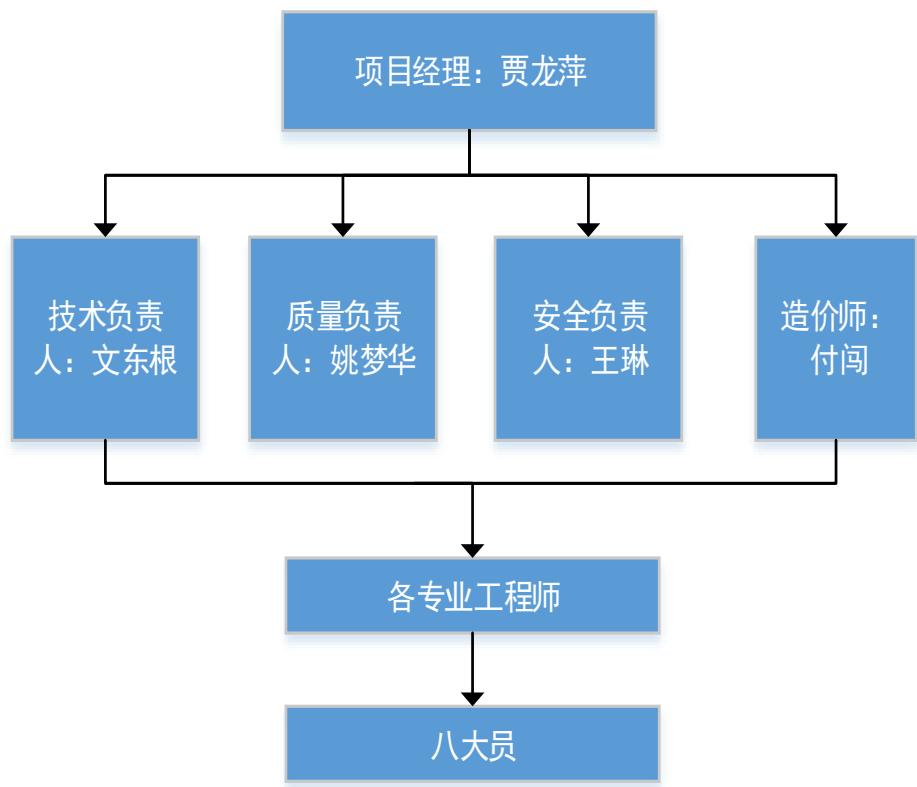 项目经理：贾龙萍
技术负责
人：文东根
质量负责
人：姚梦华
安全负责
人：王琳
造价师：
付闯
各专业工程师
八大员